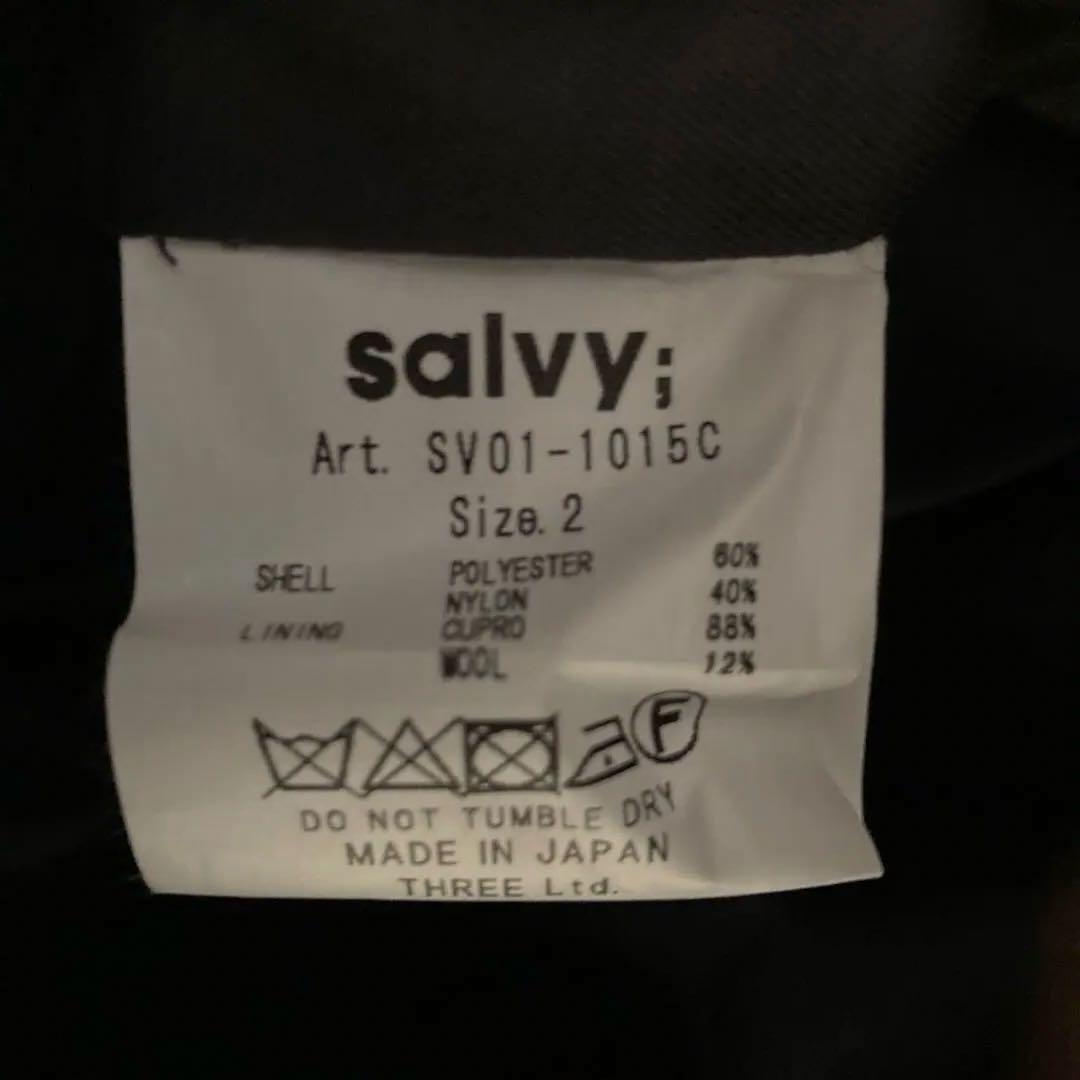 salvy;
Art. SV01-1015C
Size. 2
SHELL POLYESTER 60%
NYLON 40%
LINING CUPRO 88%
WOOL 12%
F
DO NOT TUMBLE DRY
MADE IN JAPAN
THREE Ltd.